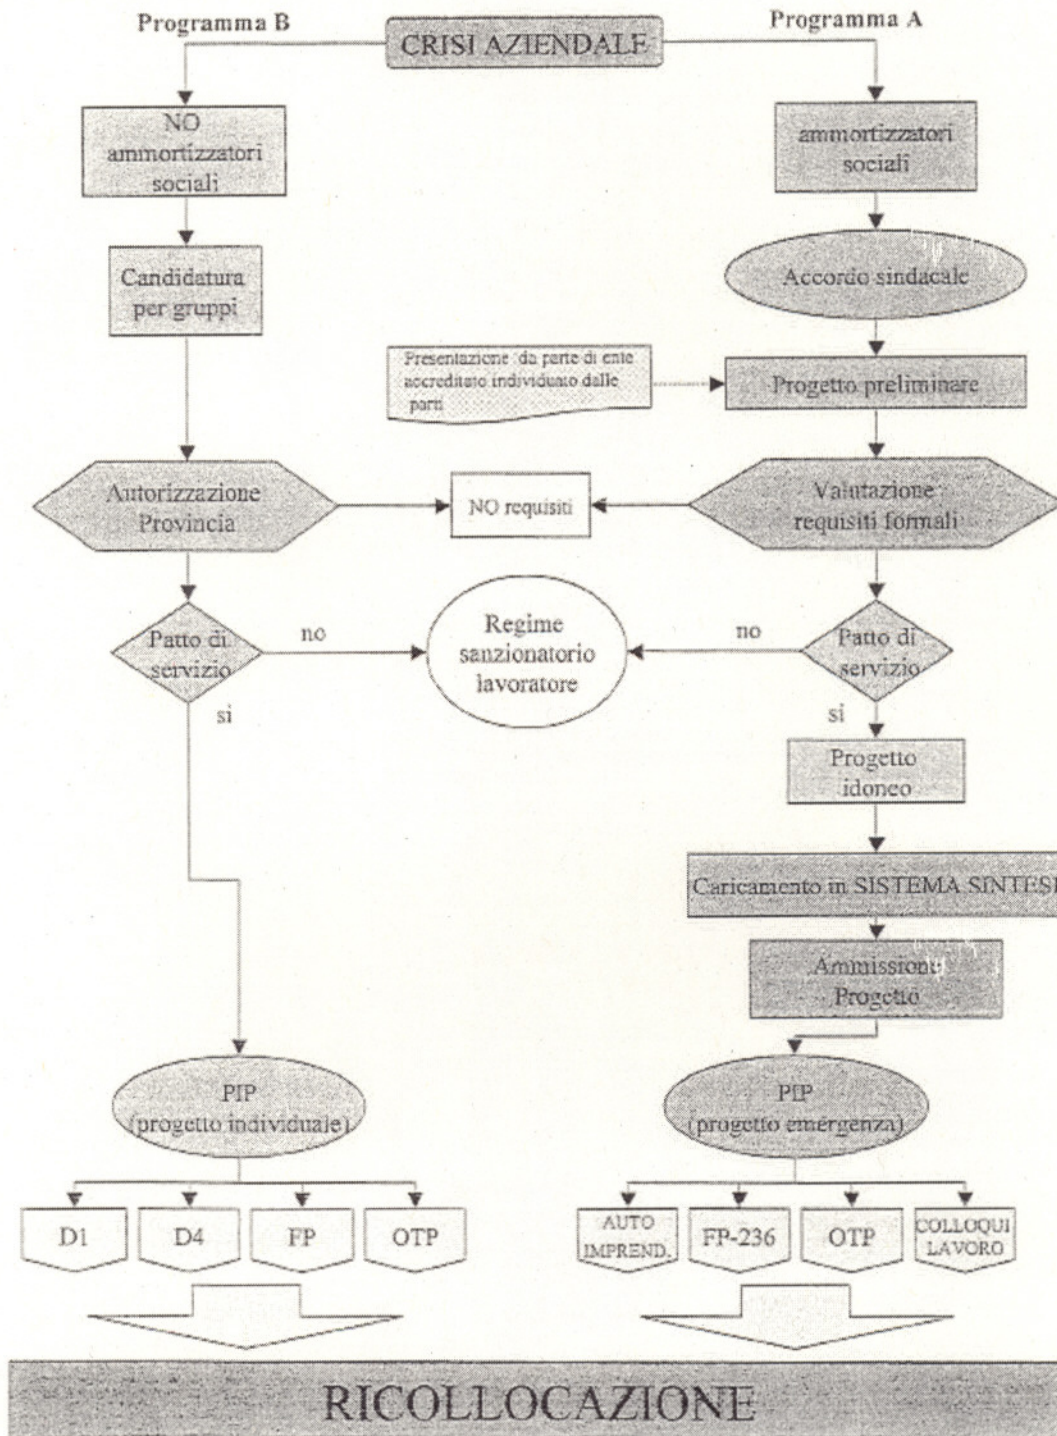 Programma B
Programma A
CRISI AZIENDALE
NO
ammortizzatori
sociali
ammortizzatori
sociali
Candidatura
per gruppi
Accordo sindacale
Presentazione da parte di ente
accreditato individuato dalle
parti
Progetto preliminare
Autorizzazione
Provincia
NO requisiti
Valutazione
requisiti formali
Patto di
servizio
no
Regime
sanzionatorio
lavoratore
no
Patto di
servizio
si
si
Progetto
idoneo
Caricamento in SISTEMA SINTESI
Ammissione
Progetto
PIP
(progetto individuale)
PIP
(progetto emergenza)
D1
D4
FP
OTP
AUTO
IMPREND.
FP-236
OTP
COLLOQUI
LAVORO
RICOLLOCAZIONE